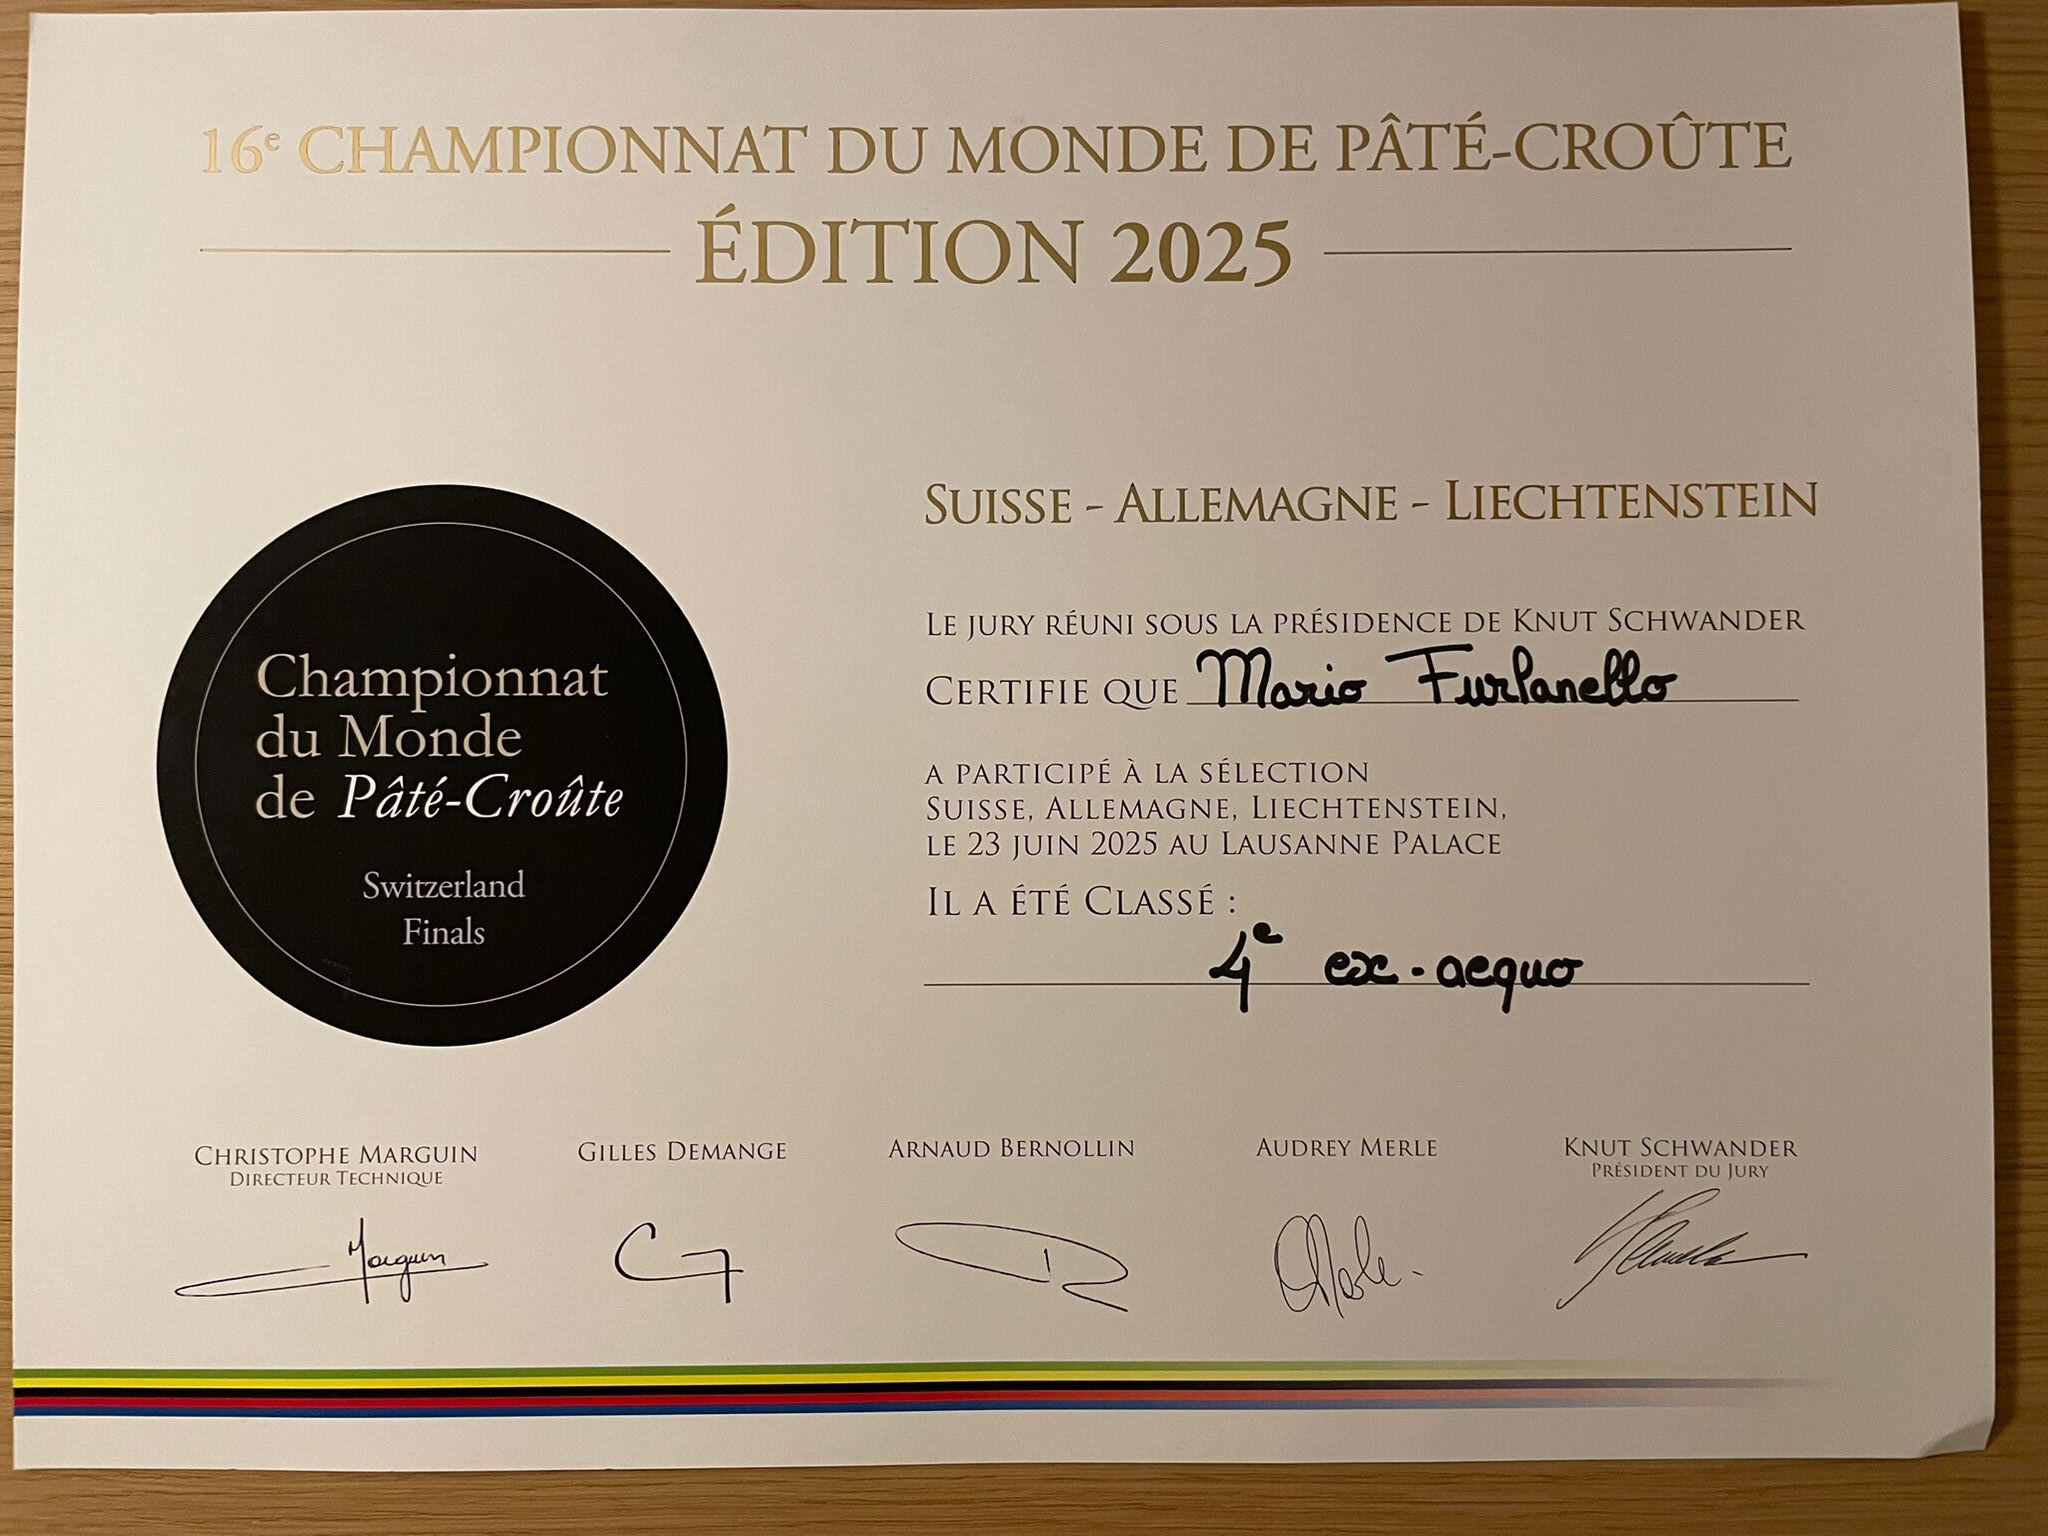 16e CHAMPIONNAT DU MONDE DE PÂTÉ-CROÛTE
ÉDITION 2025
SUISSE - ALLEMAGNE - LIECHTENSTEIN
LE JURY RÉUNI SOUS LA PRÉSIDENCE DE KNUT SCHWANDER
CERTIFIE QUE Mario Furlanello
A PARTICIPÉ À LA SÉLECTION
SUISSE, ALLEMAGNE, LIECHTENSTEIN,
LE 23 JUIN 2025 AU LAUSANNE PALACE
IL A ÉTÉ CLASSÉ :
4e ex-aequo
Championnat
du Monde
de Pâté-Croûte
Switzerland
Finals
CHRISTOPHE MARGUIN
DIRECTEUR TECHNIQUE
Marguin
GILLES DEMANGE
ARNAUD BERNOLLIN
AUDREY MERLE
KNUT SCHWANDER
PRÉSIDENT DU JURY